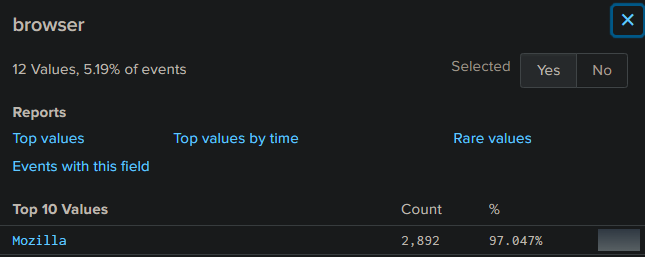 browser
✕
12 Values, 5.19% of events
Selected Yes No
Reports
Top values Top values by time Rare values
Events with this field
Top 10 Values Count %
Mozilla 2,892 97.047%